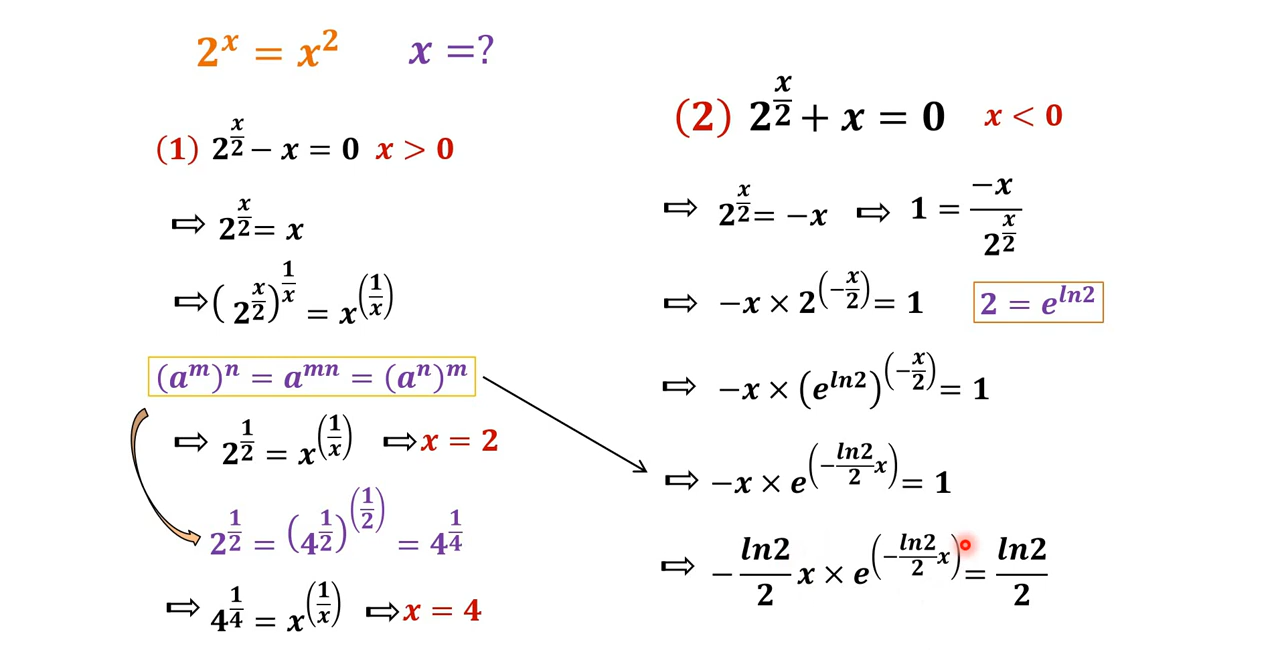 2^x = x^2    x =?
(1) 2^{x/2} − x = 0  x > 0
⇨ 2^{x/2} = x
⇨ (2^{x/2})^{1/x} = x^{(1/x)}
(a^m)^n = a^{mn} = (a^n)^m
⇨ 2^{1/2} = x^{(1/x)}  ⇨ x = 2
2^{1/2} = (4^{1/2})^{(1/2)} = 4^{1/4}
⇨ 4^{1/4} = x^{(1/x)}  ⇨ x = 4
(2) 2^{x/2} + x = 0  x < 0
⇨ 2^{x/2} = −x  ⇨ 1 = −x / 2^{x/2}
⇨ −x × 2^{(−x/2)} = 1  2 = e^{ln2}
⇨ −x × (e^{ln2})^{(−x/2)} = 1
⇨ −x × e^{(−(ln2/2)x)} = 1
⇨ −(ln2/2)x × e^{(−(ln2/2)x)} = ln2/2